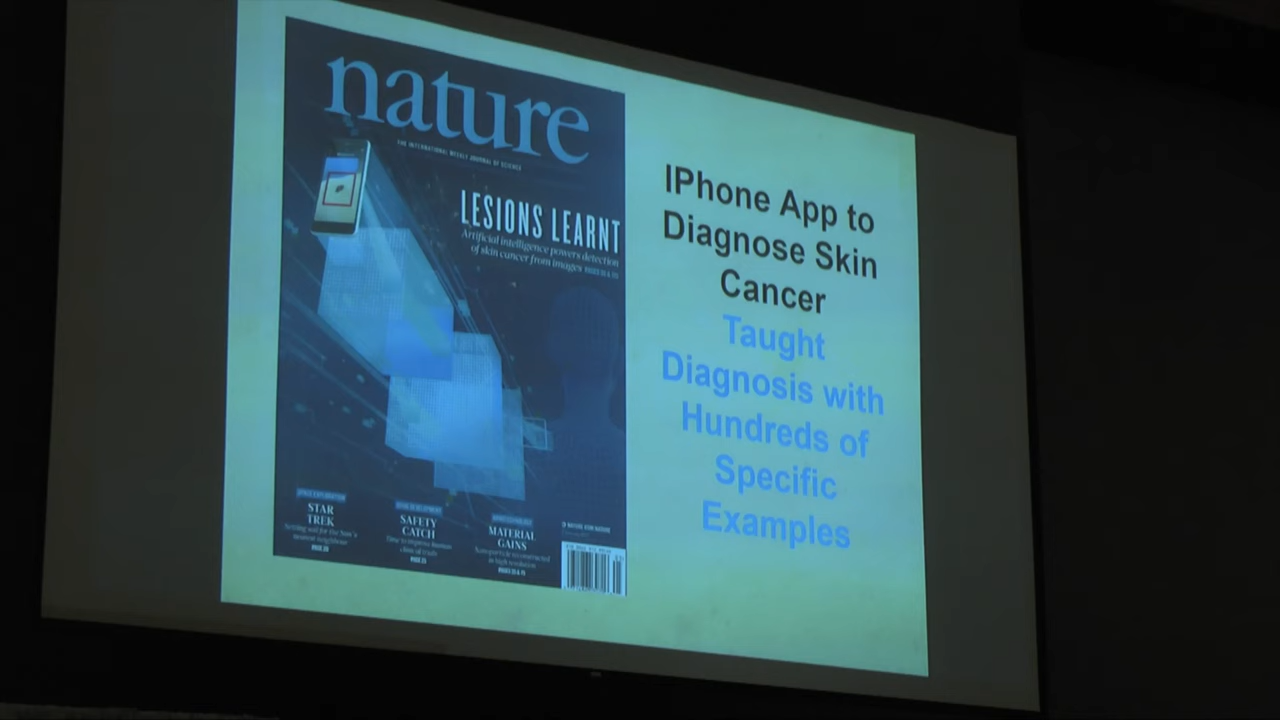 nature
THE INTERNATIONAL WEEKLY JOURNAL OF SCIENCE
LESIONS LEARNT
Artificial intelligence powers detection
of skin cancer from images
STAR
TREK
SAFETY
CATCH
MATERIAL
GAINS
IPhone App to
Diagnose Skin
Cancer
Taught
Diagnosis with
Hundreds of
Specific
Examples